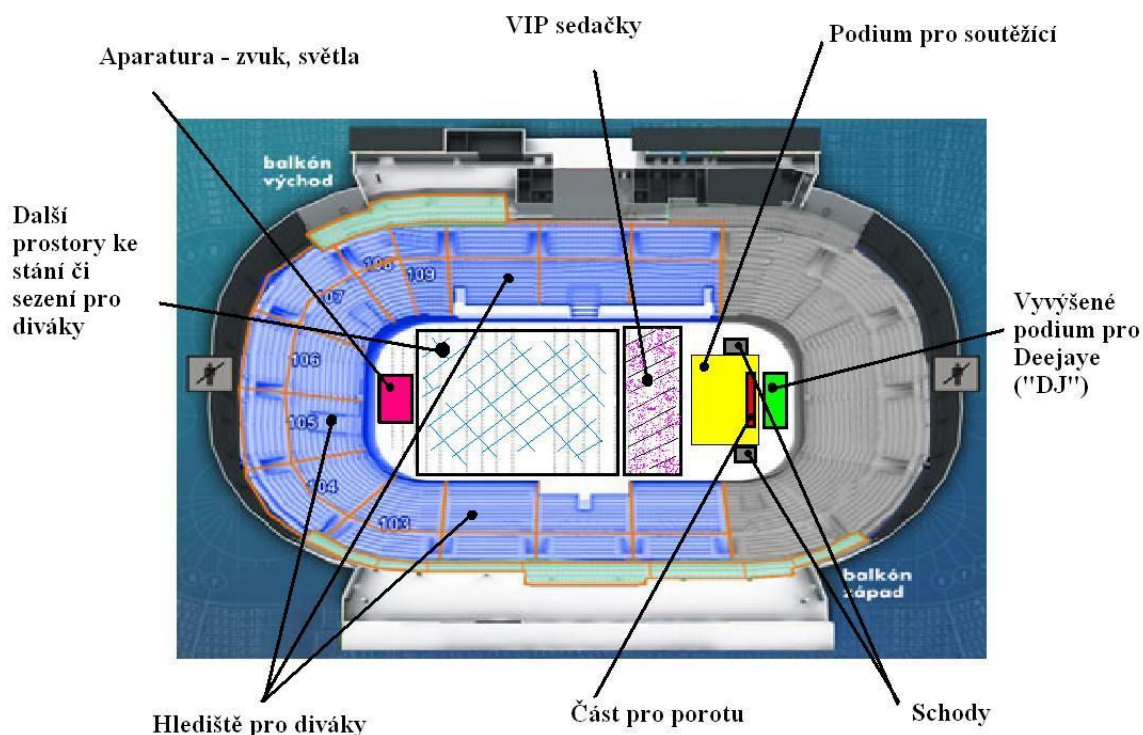 VIP sedačky
Podium pro soutěžící
Aparatura - zvuk, světla
balkón
východ
Další
prostory ke
stání či
sezení pro
diváky
108
109
107
106
105
104
103
Vyvýšené
podium pro
Deejaye
("DJ")
balkón
západ
Hlediště pro diváky
Část pro porotu
Schody